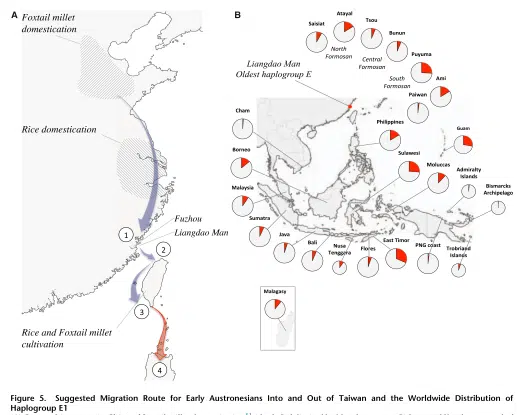 A
Foxtail millet
domestication
Rice domestication
Fuzhou
Liangdao Man
1
2
3
4
Rice and Foxtail millet
cultivation
B
Saisiat
Atayal
Tsou
Bunun
Puyuma
Ami
Paiwan
North
Formosan
Central
Formosan
South
Formosan
Liangdao Man
Oldest haplogroup E
Cham
Borneo
Malaysia
Sumatra
Java
Bali
Nusa
Tenggara
Flores
East Timor
PNG coast
Trobriand
Islands
Philippines
Sulawesi
Moluccas
Guam
Admiralty
Islands
Bismarcks
Archipelago
Malagasy
Figure 5. Suggested Migration Route for Early Austronesians Into and Out of Taiwan and the Worldwide Distribution of
Haplogroup E1